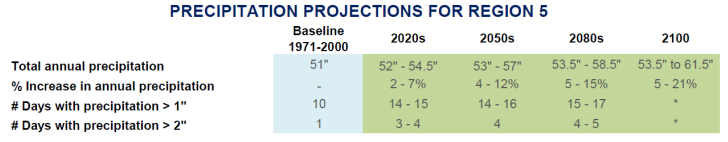 PRECIPITATION PROJECTIONS FOR REGION 5
Baseline 1971-2000 2020s 2050s 2080s 2100
Total annual precipitation 51" 52" - 54.5" 53" - 57" 53.5" - 58.5" 53.5" to 61.5"
% Increase in annual precipitation - 2 - 7% 4 - 12% 5 - 15% 5 - 21%
# Days with precipitation > 1" 10 14 - 15 14 - 16 15 - 17 *
# Days with precipitation > 2" 1 3 - 4 4 4 - 5 *